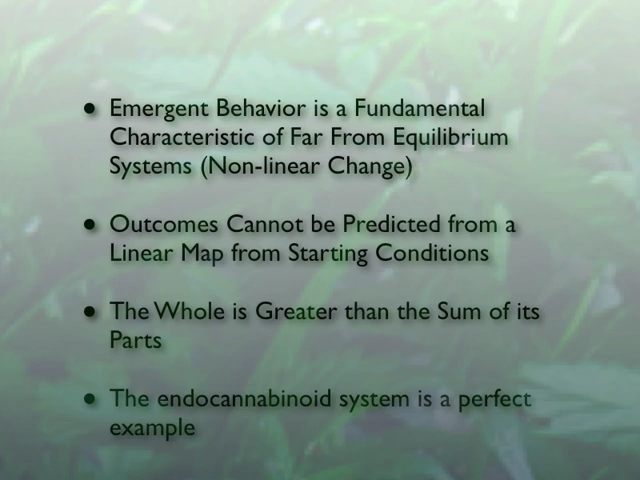 • Emergent Behavior is a Fundamental
Characteristic of Far From Equilibrium
Systems (Non-linear Change)
• Outcomes Cannot be Predicted from a
Linear Map from Starting Conditions
• The Whole is Greater than the Sum of its
Parts
• The endocannabinoid system is a perfect
example